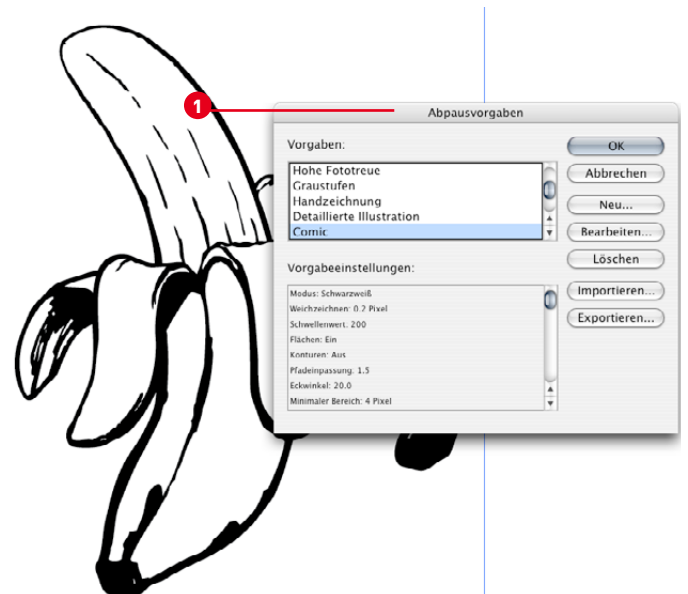 1
Abpausvorgaben
Vorgaben:
Hohe Fototreue
Graustufen
Handzeichnung
Detaillierte Illustration
Comic
OK
Abbrechen
Neu...
Bearbeiten...
Löschen
Importieren...
Exportieren...
Vorgabeeinstellungen:
Modus: Schwarzweiß
Weichzeichnen: 0.2 Pixel
Schwellenwert: 200
Flächen: Ein
Konturen: Aus
Pfadeinpassung: 1.5
Eckwinkel: 20.0
Minimaler Bereich: 4 Pixel